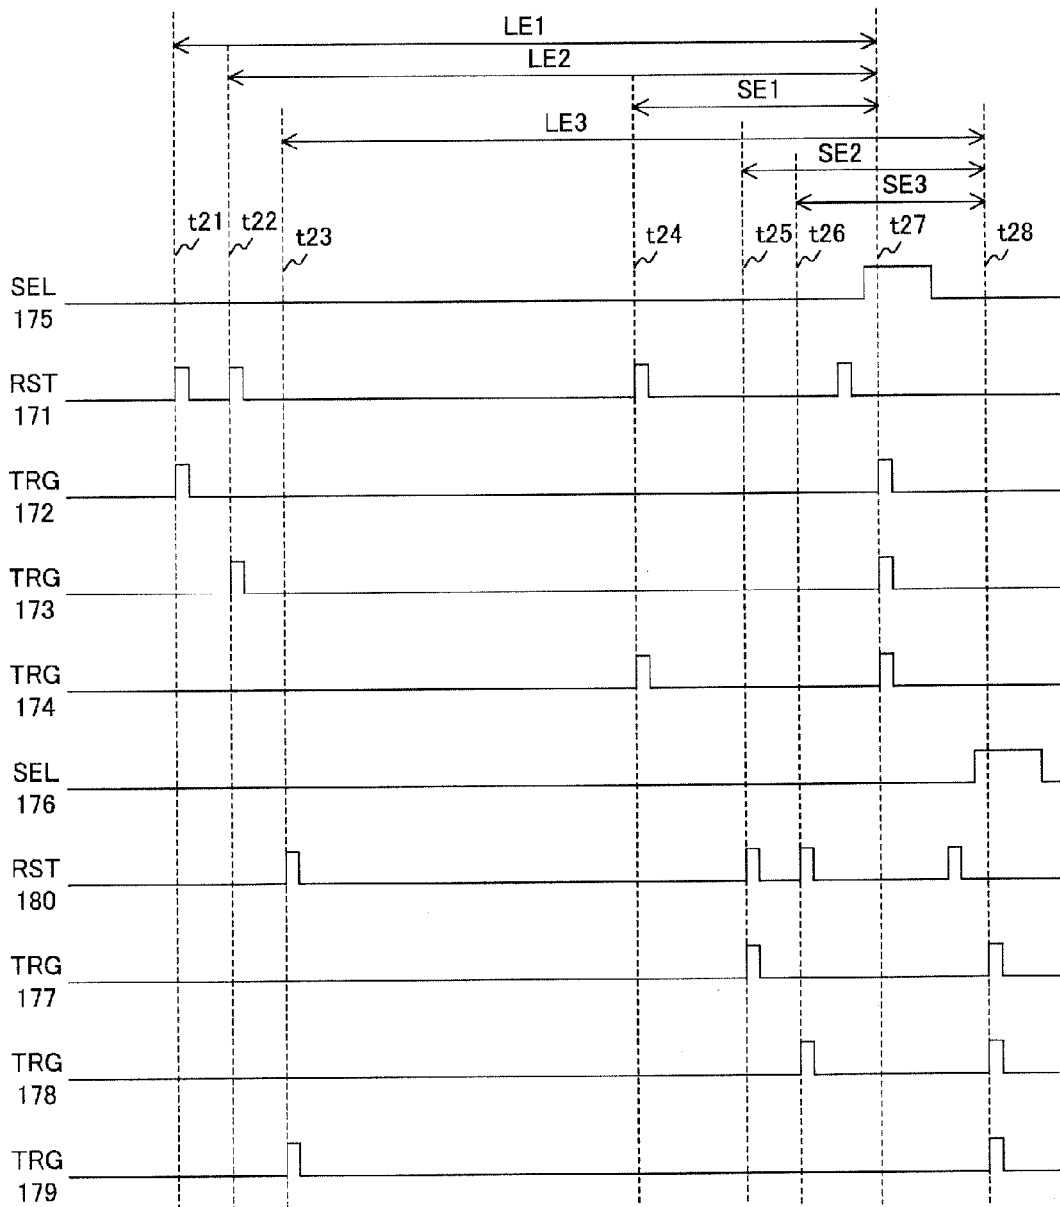 LE1
LE2
SE1
LE3
SE2
SE3
t21 t22 t23 t24 t25 t26 t27 t28
SEL
175
RST
171
TRG
172
TRG
173
TRG
174
SEL
176
RST
180
TRG
177
TRG
178
TRG
179